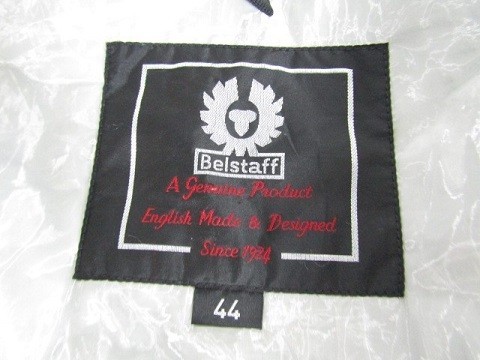 Belstaff
A Genuine Product
English Made & Designed
Since 1924
44